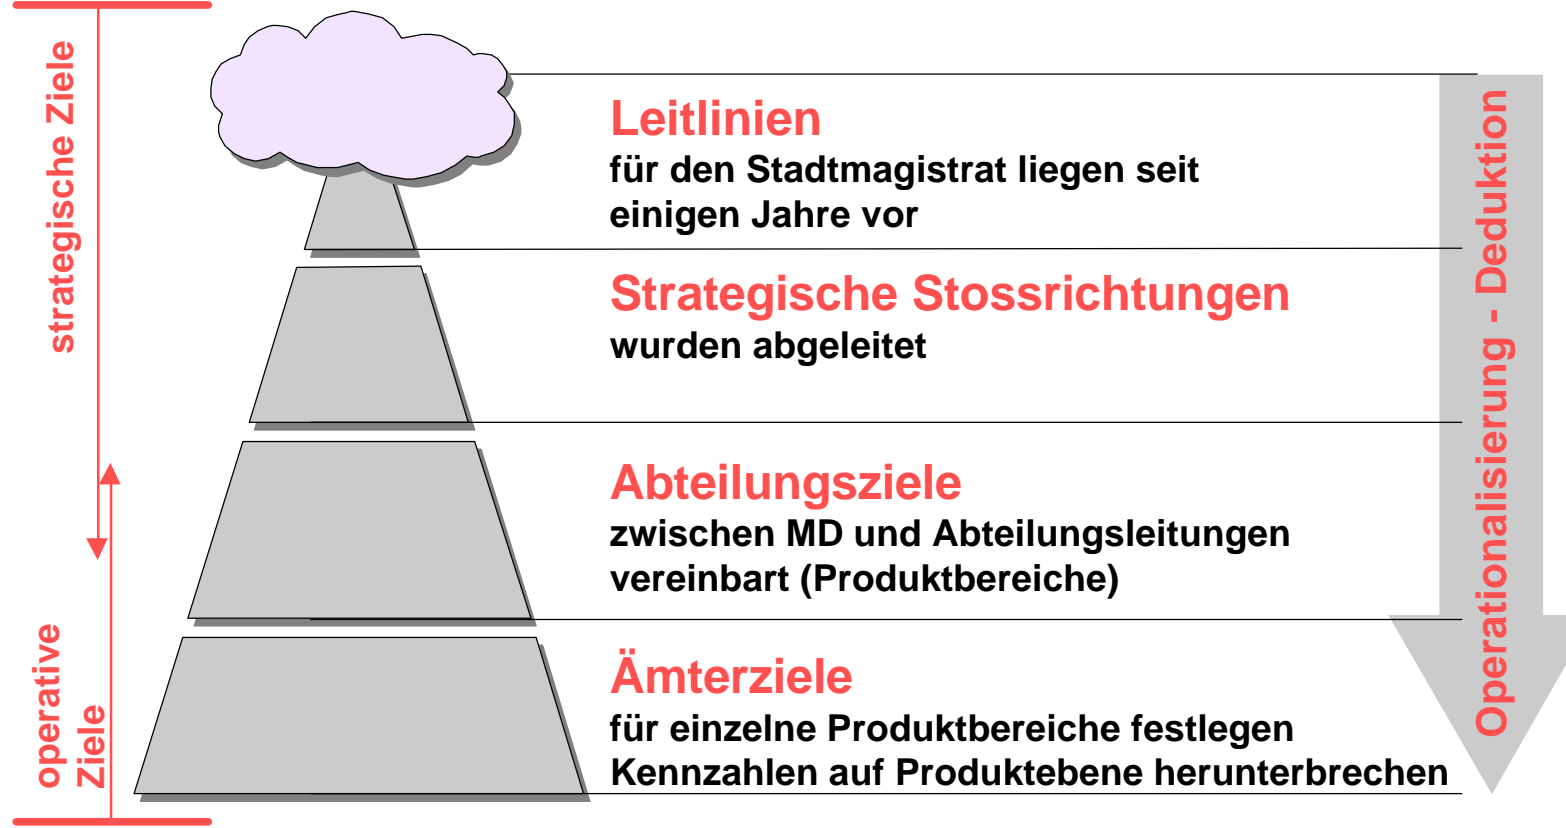 strategische Ziele
operative
Ziele
Leitlinien
für den Stadtmagistrat liegen seit
einigen Jahre vor
Strategische Stossrichtungen
wurden abgeleitet
Abteilungsziele
zwischen MD und Abteilungsleitungen
vereinbart (Produktbereiche)
Ämterziele
für einzelne Produktbereiche festlegen
Kennzahlen auf Produktebene herunterbrechen
Operationalisierung - Deduktion